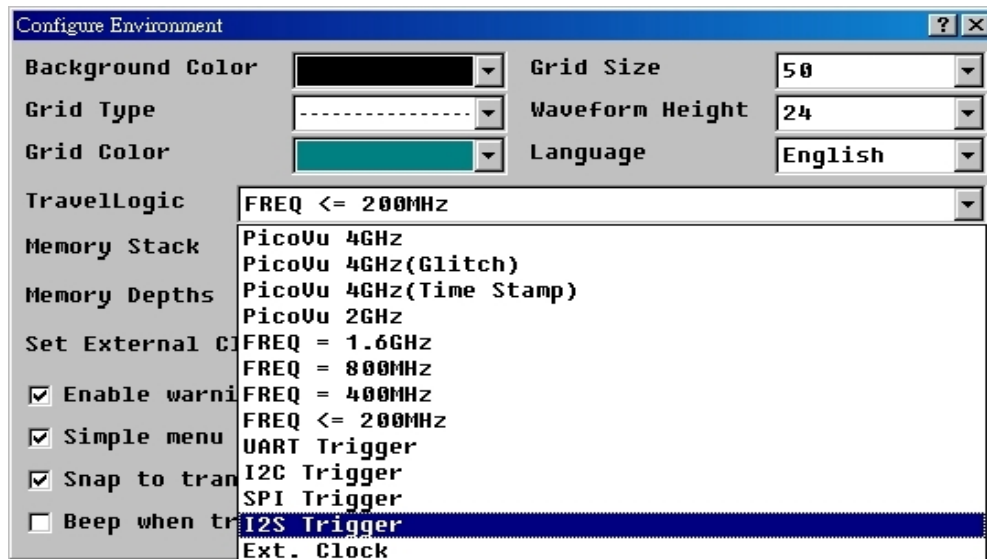 Configure Environment
Background Color
Grid Size
50
Grid Type
Waveform Height
24
Grid Color
Language
English
TravelLogic
FREQ <= 200MHz
Memory Stack
Memory Depths
Set External Cl
Enable warni
Simple menu
Snap to tran
Beep when tr
PicoVu 4GHz
PicoVu 4GHz(Glitch)
PicoVu 4GHz(Time Stamp)
PicoVu 2GHz
FREQ = 1.6GHz
FREQ = 800MHz
FREQ = 400MHz
FREQ <= 200MHz
UART Trigger
I2C Trigger
SPI Trigger
I2S Trigger
Ext. Clock